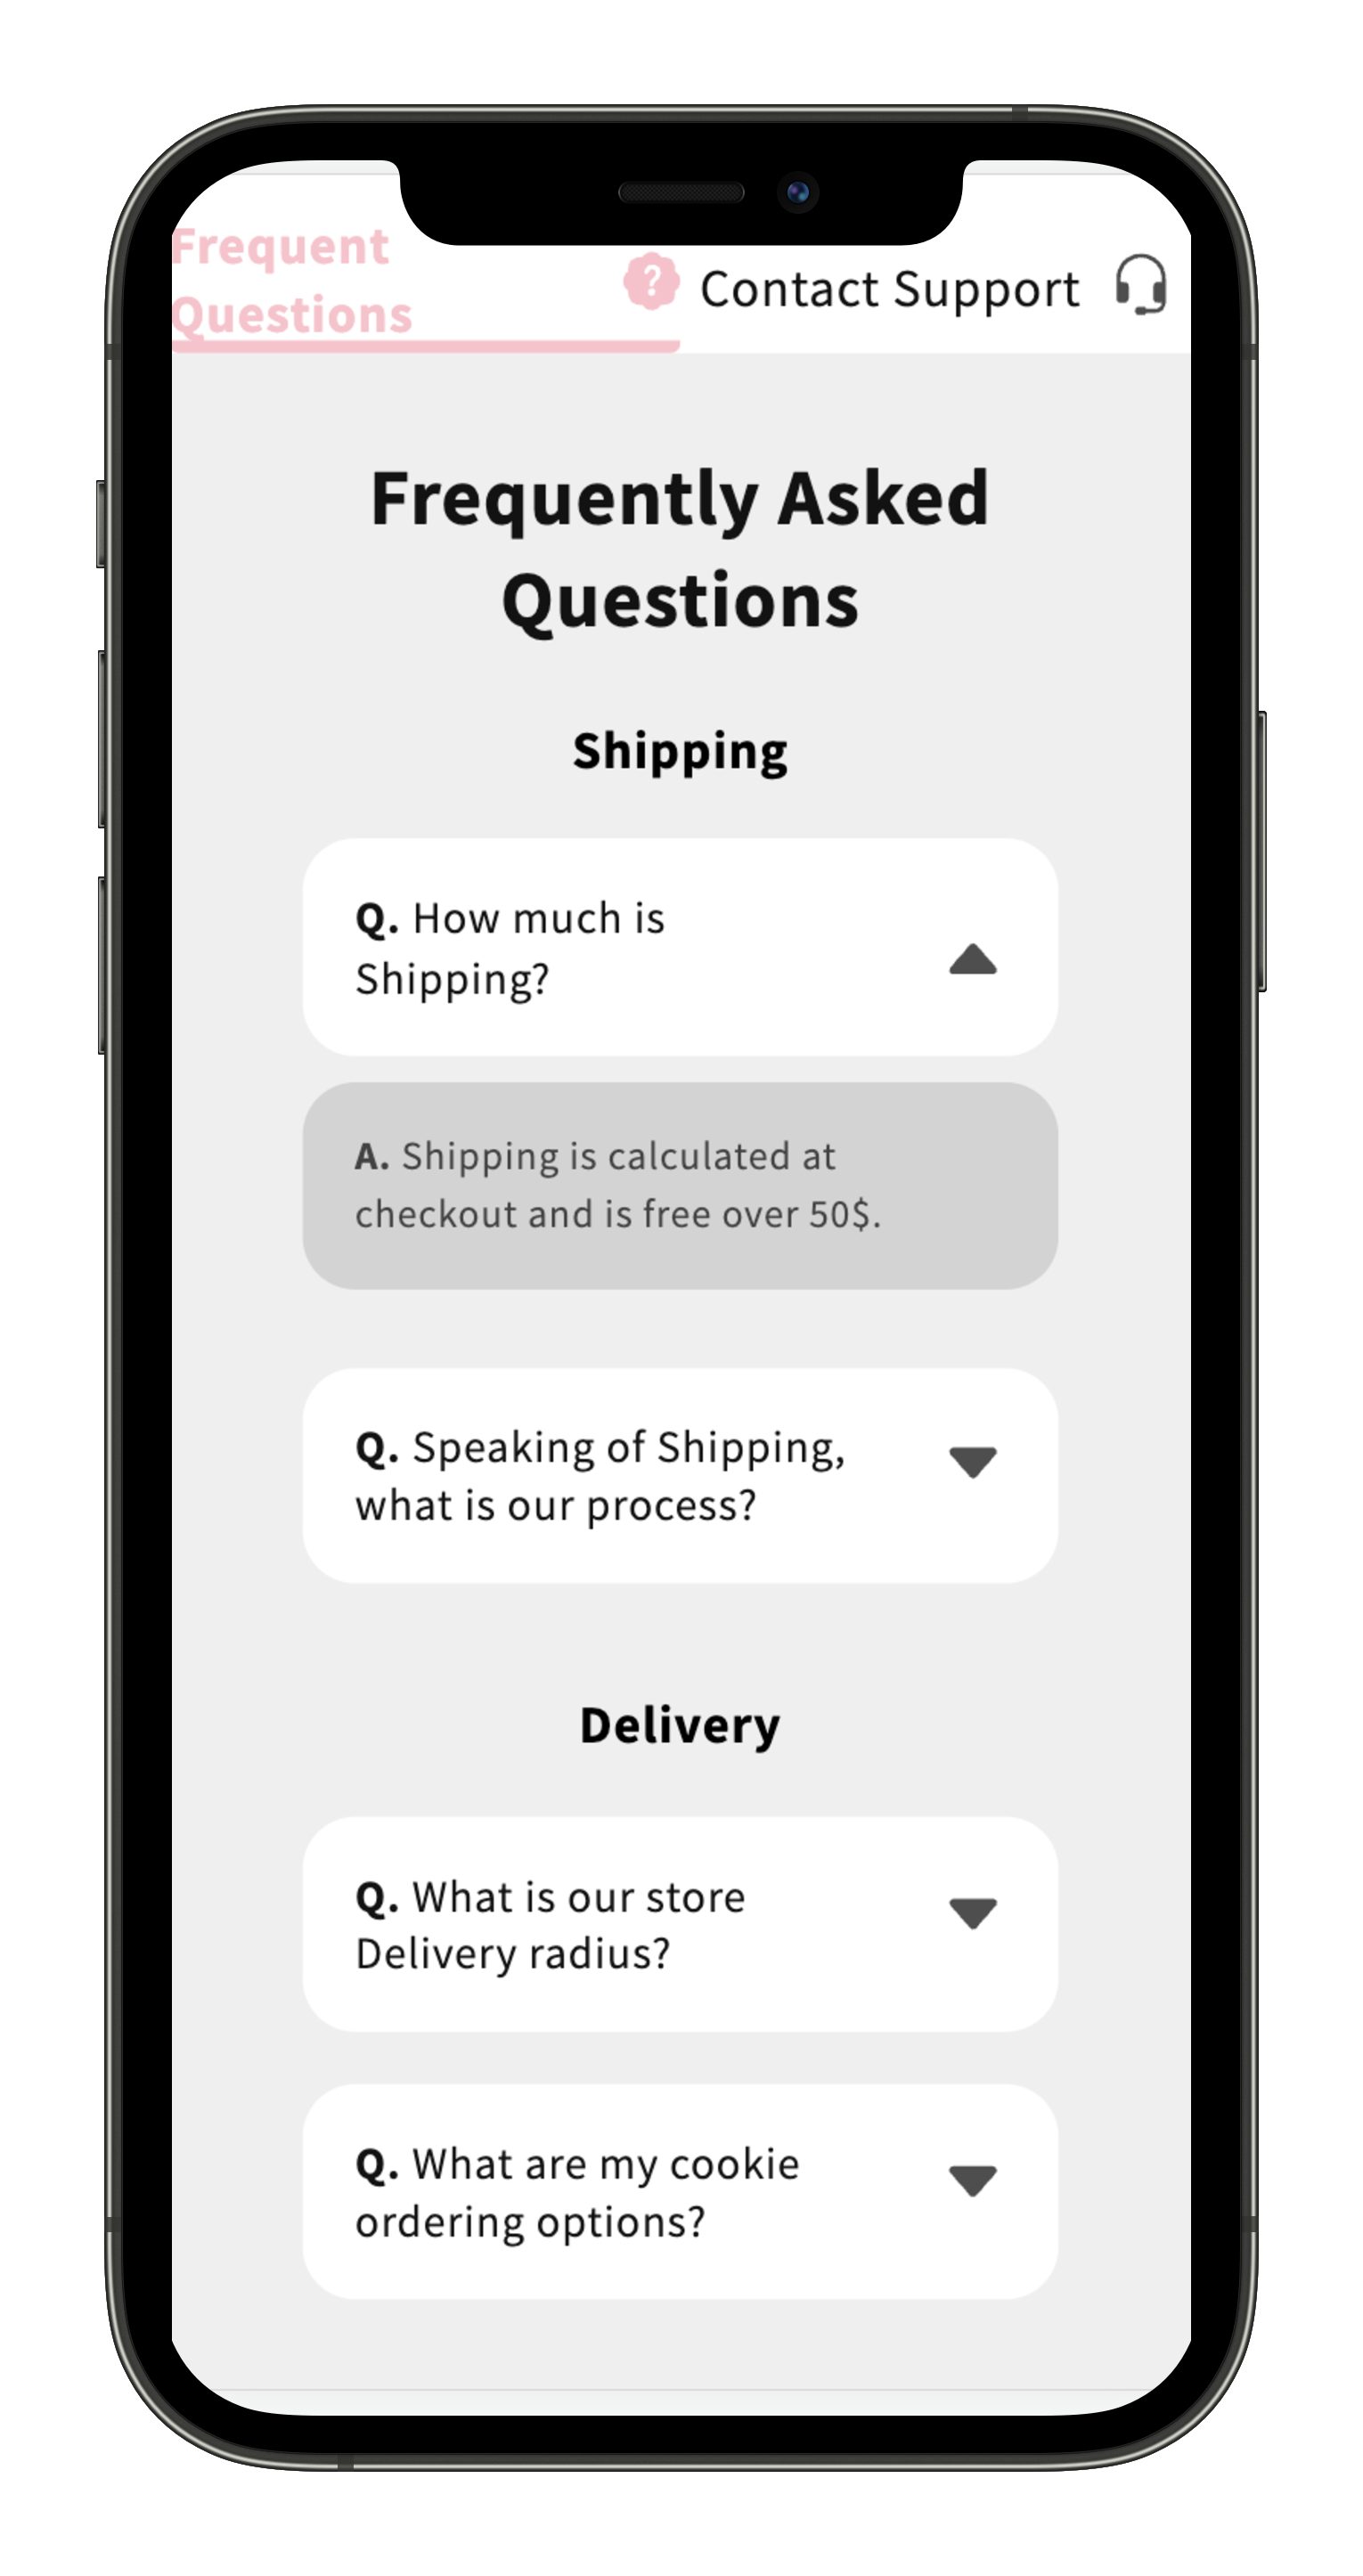 Frequent
Questions
?
Contact Support
Frequently Asked
Questions
Shipping
Q. How much is
Shipping?
A. Shipping is calculated at
checkout and is free over 50$.
Q. Speaking of Shipping,
what is our process?
Delivery
Q. What is our store
Delivery radius?
Q. What are my cookie
ordering options?